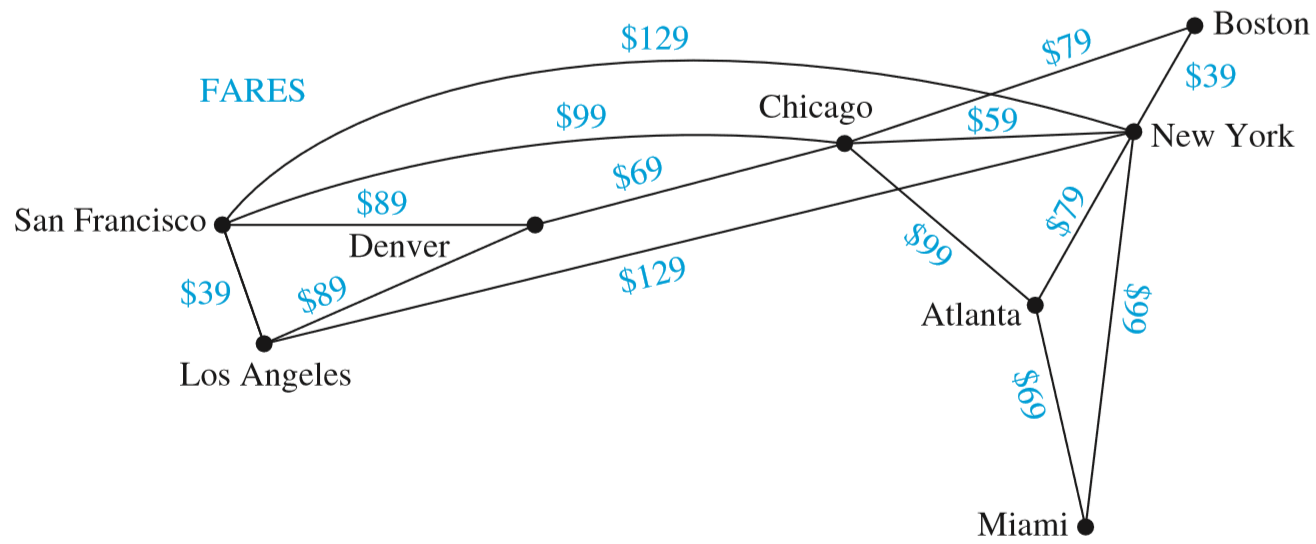 Boston
$129
$79
$39
FARES
Chicago
$99
$59
New York
$69
$89
San Francisco
Denver
$79
$99
$39
$89
$129
Atlanta
$99
Los Angeles
$69
Miami